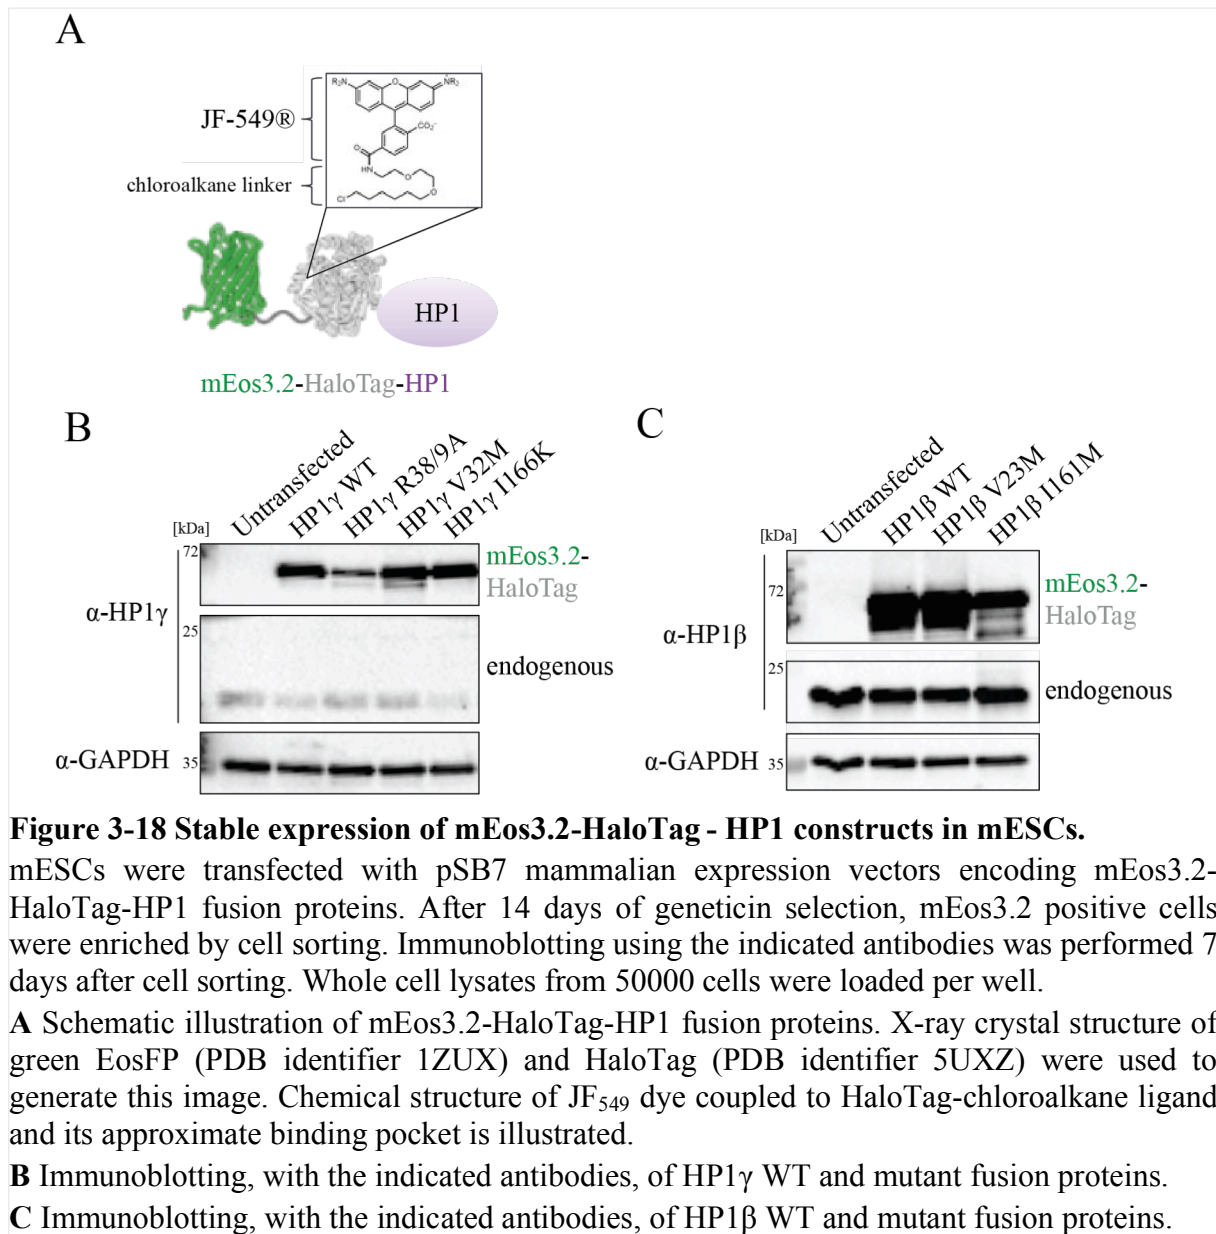 A
R₂N
O
NR₂
+
JF-549®
CO₂⁻
O
HN
O
chloroalkane linker
Cl
O
HP1
mEos3.2-HaloTag-HP1
B
Untransfected
HP1γ WT
HP1γ R38/9A
HP1γ V32M
HP1γ I166K
[kDa]
72
mEos3.2-
HaloTag
α-HP1γ
25
endogenous
α-GAPDH
35
C
Untransfected
HP1β WT
HP1β V23M
HP1β I161M
[kDa]
72
mEos3.2-
HaloTag
α-HP1β
25
endogenous
α-GAPDH
35
Figure 3-18 Stable expression of mEos3.2-HaloTag - HP1 constructs in mESCs.
mESCs were transfected with pSB7 mammalian expression vectors encoding mEos3.2-
HaloTag-HP1 fusion proteins. After 14 days of geneticin selection, mEos3.2 positive cells
were enriched by cell sorting. Immunoblotting using the indicated antibodies was performed 7
days after cell sorting. Whole cell lysates from 50000 cells were loaded per well.
A Schematic illustration of mEos3.2-HaloTag-HP1 fusion proteins. X-ray crystal structure of
green EosFP (PDB identifier 1ZUX) and HaloTag (PDB identifier 5UXZ) were used to
generate this image. Chemical structure of JF₅₄₉ dye coupled to HaloTag-chloroalkane ligand
and its approximate binding pocket is illustrated.
B Immunoblotting, with the indicated antibodies, of HP1γ WT and mutant fusion proteins.
C Immunoblotting, with the indicated antibodies, of HP1β WT and mutant fusion proteins.